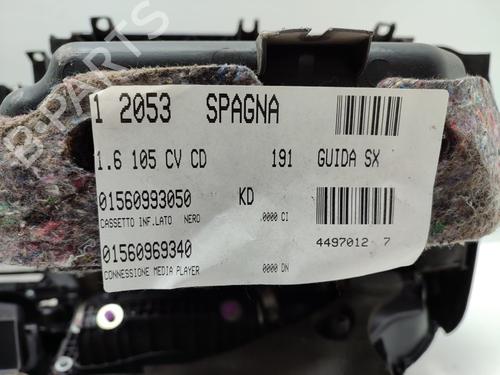 1 2053 SPAGNA
1.6 105 CV CD 191 GUIDA SX
01560993050 KD
CASSETTO INF.LATO NERO .0000 CI
01560969340 4497012 7
CONNESSIONE MEDIA PLAYER 0000 DN
B-PARTS